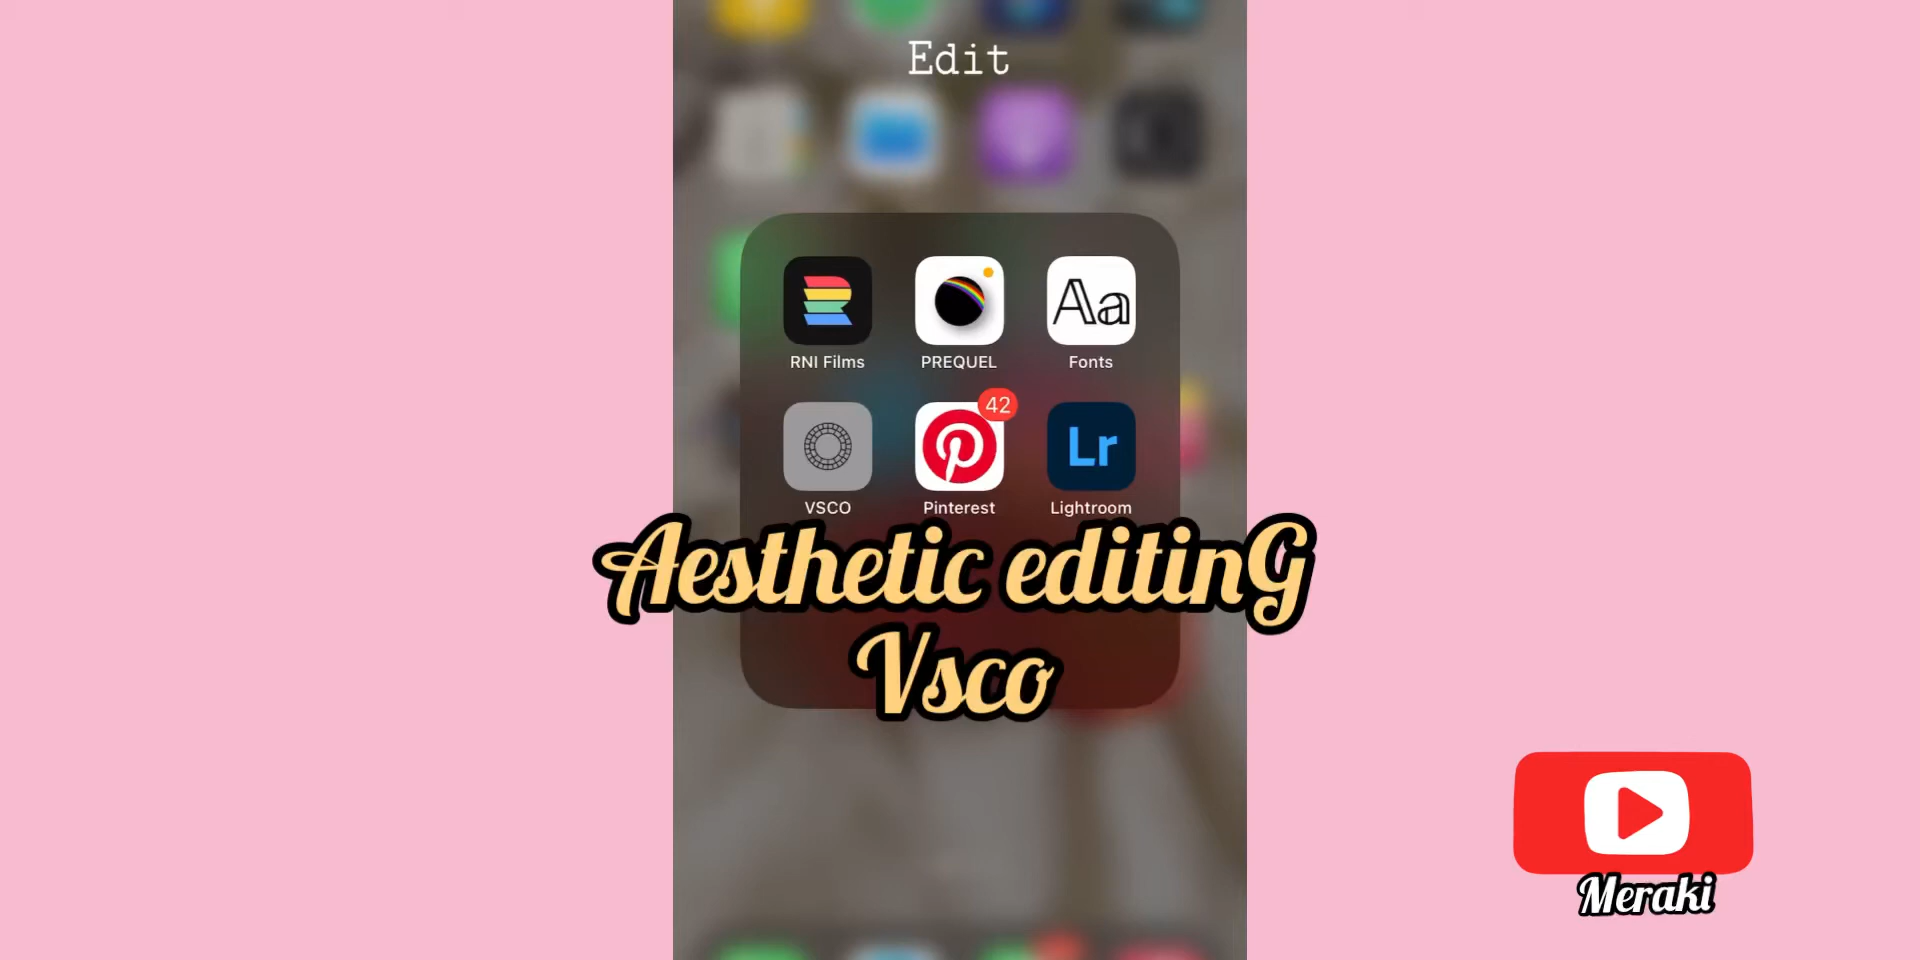 Edit
Aa
RNI Films PREQUEL Fonts
42
Lr
VSCO Pinterest Lightroom
Aesthetic editinG
Vsco
Meraki